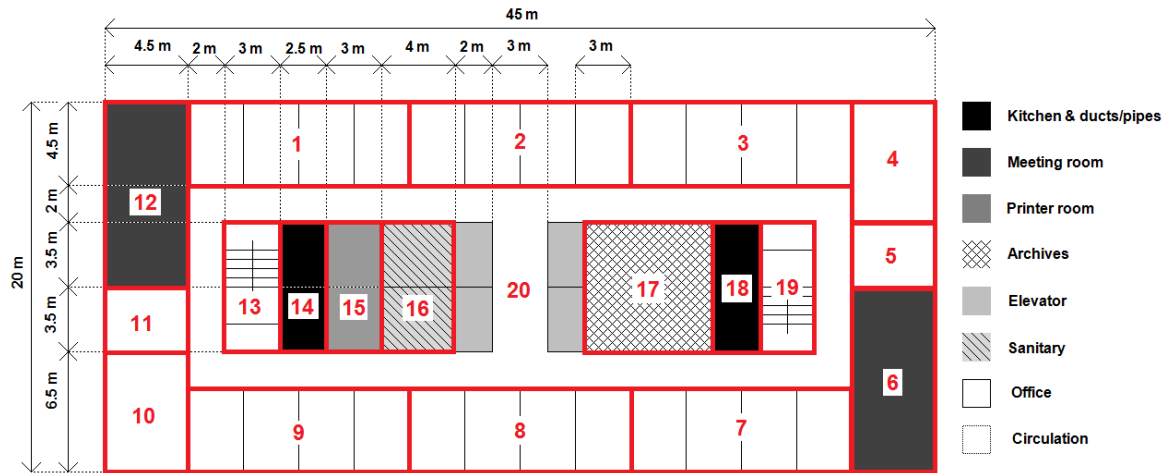 45 m
4.5 m 2 m 3 m 2.5 m 3 m 4 m 2 m 3 m 3 m
20 m
4.5 m
2 m
3.5 m
3.5 m
6.5 m
1 2 3 4
12
5
13 14 15 16 20 17 18 19
11
6
10 9 8 7
Kitchen & ducts/pipes
Meeting room
Printer room
Archives
Elevator
Sanitary
Office
Circulation